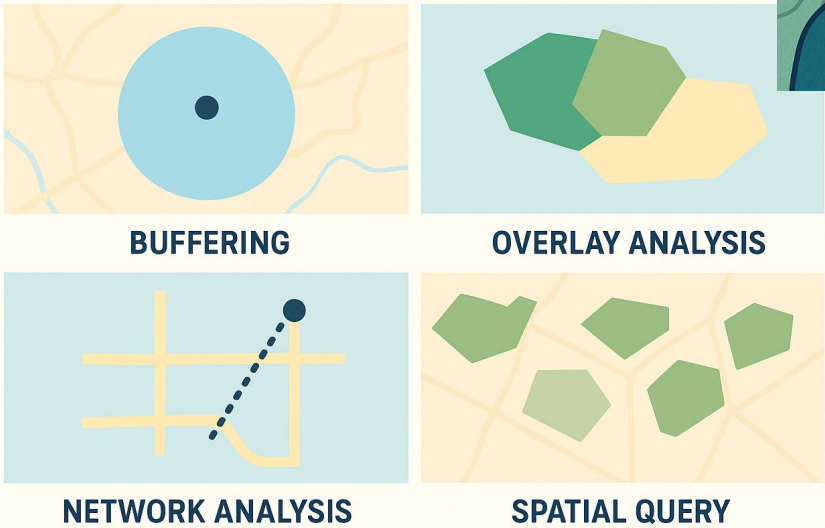 BUFFERING
OVERLAY ANALYSIS
NETWORK ANALYSIS
SPATIAL QUERY